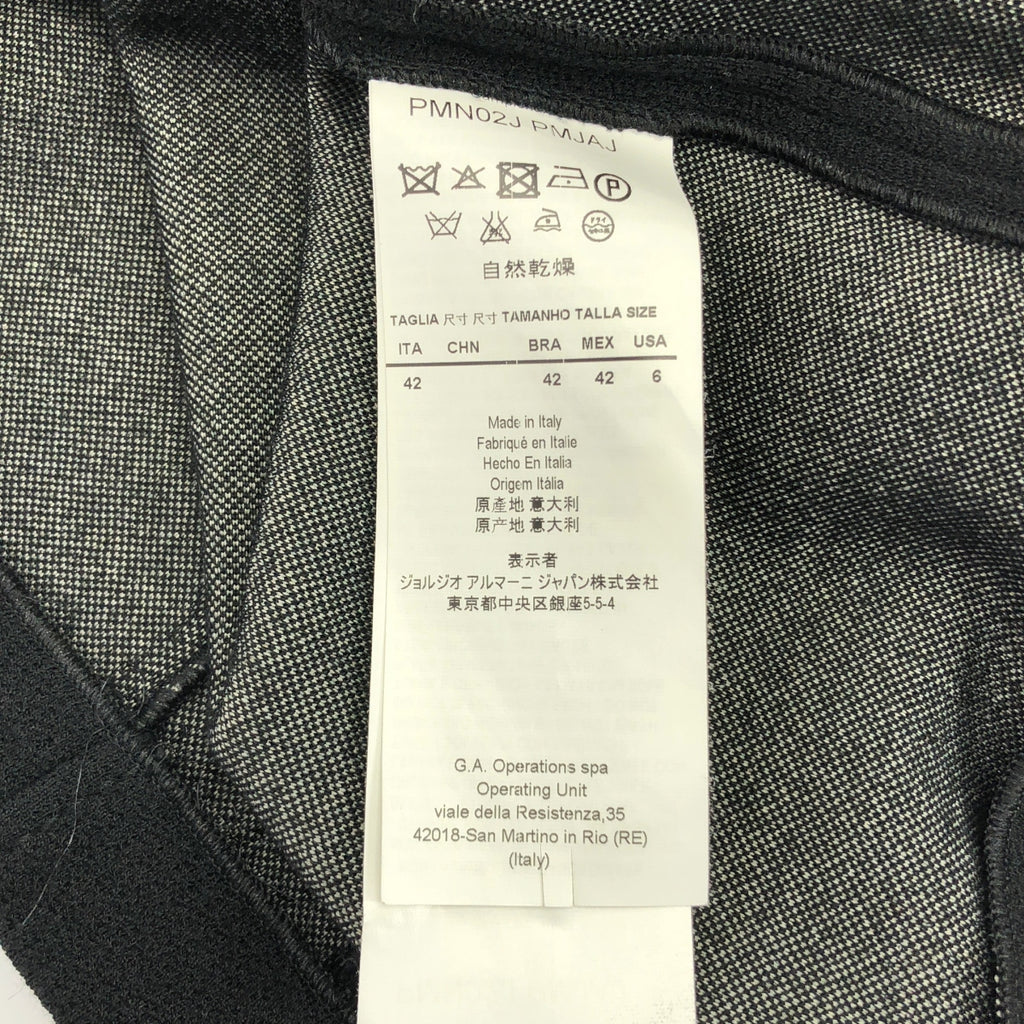 PMN02J PMJAJ
P
ドライ
自然乾燥
TAGLIA 尺寸 尺寸 TAMANHO TALLA SIZE
ITA CHN BRA MEX USA
42 42 42 6
Made in Italy
Fabriqué en Italie
Hecho En Italia
Origem Itália
原產地 意大利
原产地 意大利
表示者
ジョルジオ アルマーニ ジャパン株式会社
東京都中央区銀座5-5-4
G.A. Operations spa
Operating Unit
viale della Resistenza,35
42018-San Martino in Rio (RE)
(Italy)